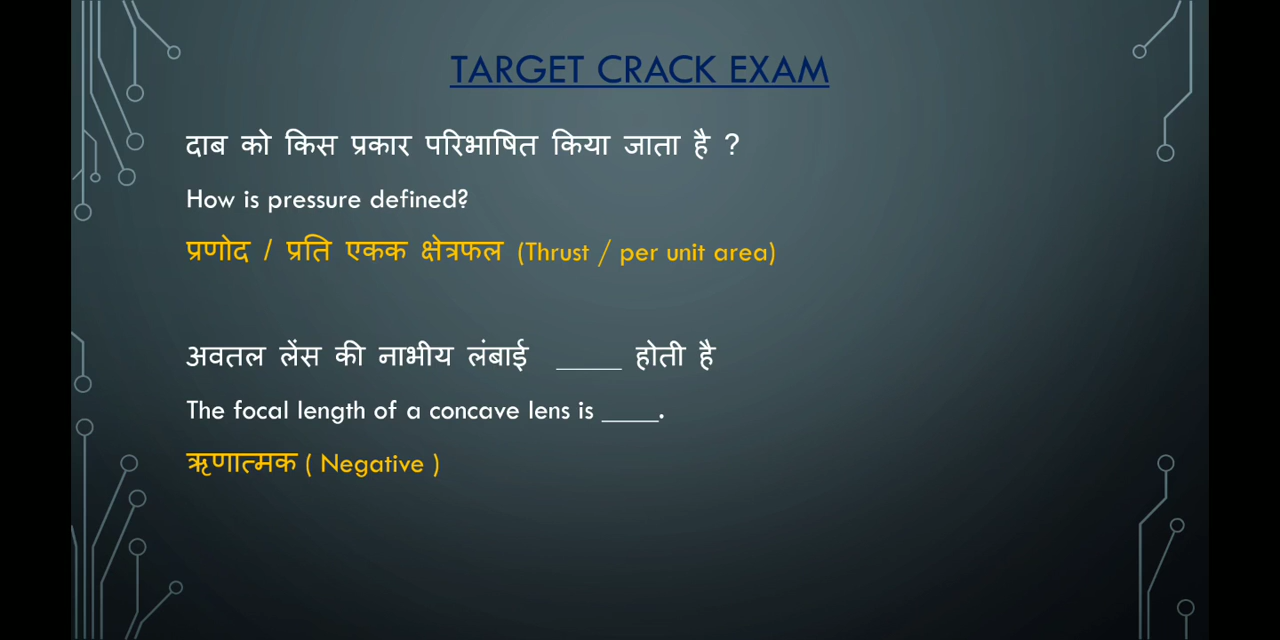 TARGET CRACK EXAM
दाब को किस प्रकार परिभाषित किया जाता है ?
How is pressure defined?
प्रणोद / प्रति एकक क्षेत्रफल (Thrust / per unit area)
अवतल लेंस की नाभीय लंबाई _____ होती है
The focal length of a concave lens is ____.
ऋणात्मक ( Negative )